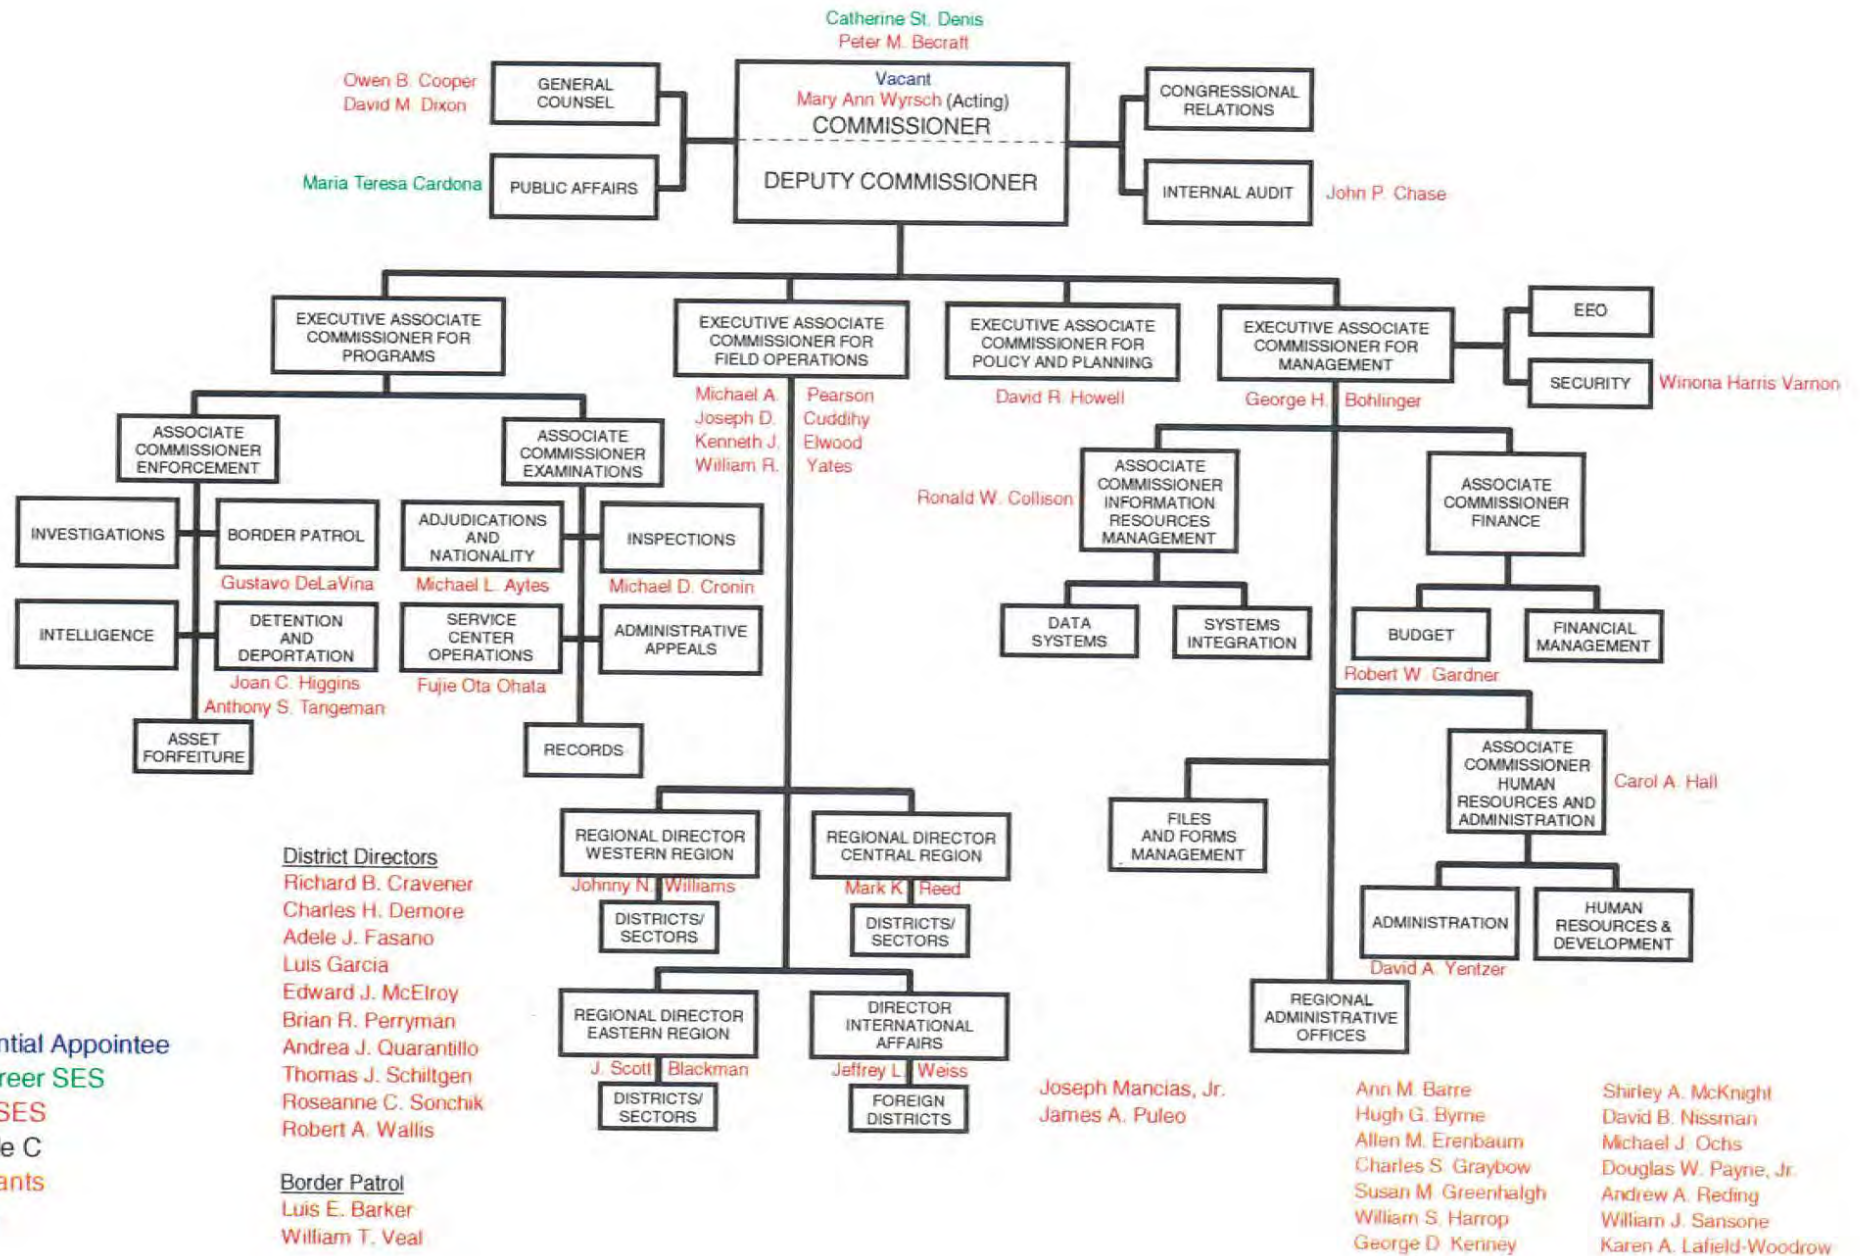 Catherine St. Denis
Peter M. Becraft
Owen B. Cooper
David M. Dixon
GENERAL
COUNSEL
Vacant
Mary Ann Wyrsch (Acting)
COMMISSIONER
DEPUTY COMMISSIONER
CONGRESSIONAL
RELATIONS
Maria Teresa Cardona
PUBLIC AFFAIRS
INTERNAL AUDIT
John P. Chase
EXECUTIVE ASSOCIATE
COMMISSIONER FOR
PROGRAMS
EXECUTIVE ASSOCIATE
COMMISSIONER FOR
FIELD OPERATIONS
Michael A. Pearson
Joseph D. Cuddihy
Kenneth J. Elwood
William R. Yates
EXECUTIVE ASSOCIATE
COMMISSIONER FOR
POLICY AND PLANNING
David R. Howell
EXECUTIVE ASSOCIATE
COMMISSIONER FOR
MANAGEMENT
George H. Bohlinger
EEO
SECURITY
Winona Harris Varnon
ASSOCIATE
COMMISSIONER
ENFORCEMENT
ASSOCIATE
COMMISSIONER
EXAMINATIONS
INVESTIGATIONS
BORDER PATROL
Gustavo DeLaVina
INTELLIGENCE
DETENTION
AND
DEPORTATION
Joan C. Higgins
Anthony S. Tangeman
ASSET
FORFEITURE
ADJUDICATIONS
AND
NATIONALITY
Michael L. Aytes
INSPECTIONS
Michael D. Cronin
SERVICE
CENTER
OPERATIONS
Fujie Ota Ohata
ADMINISTRATIVE
APPEALS
RECORDS
Ronald W. Collison
ASSOCIATE
COMMISSIONER
INFORMATION
RESOURCES
MANAGEMENT
DATA
SYSTEMS
SYSTEMS
INTEGRATION
ASSOCIATE
COMMISSIONER
FINANCE
BUDGET
Robert W. Gardner
FINANCIAL
MANAGEMENT
ASSOCIATE
COMMISSIONER
HUMAN
RESOURCES AND
ADMINISTRATION
Carol A. Hall
FILES
AND FORMS
MANAGEMENT
ADMINISTRATION
David A. Yentzer
HUMAN
RESOURCES &
DEVELOPMENT
REGIONAL
ADMINISTRATIVE
OFFICES
REGIONAL DIRECTOR
WESTERN REGION
Johnny N. Williams
DISTRICTS/
SECTORS
REGIONAL DIRECTOR
CENTRAL REGION
Mark K. Reed
DISTRICTS/
SECTORS
REGIONAL DIRECTOR
EASTERN REGION
J. Scott Blackman
DISTRICTS/
SECTORS
DIRECTOR
INTERNATIONAL
AFFAIRS
Jeffrey L. Weiss
FOREIGN
DISTRICTS
District Directors
Richard B. Cravener
Charles H. Demore
Adele J. Fasano
Luis Garcia
Edward J. McElroy
Brian R. Perryman
Andrea J. Quarantillo
Thomas J. Schiltgen
Roseanne C. Sonchik
Robert A. Wallis
Border Patrol
Luis E. Barker
William T. Veal
ntial Appointee
reer SES
SES
e C
ants
Joseph Mancias, Jr.
James A. Puleo
Ann M. Barre
Hugh G. Byrne
Allen M. Erenbaum
Charles S. Graybow
Susan M. Greenhalgh
William S. Harrop
George D. Kenney
Shirley A. McKnight
David B. Nissman
Michael J. Ochs
Douglas W. Payne, Jr.
Andrew A. Reding
William J. Sansone
Karen A. Lafield-Woodrow